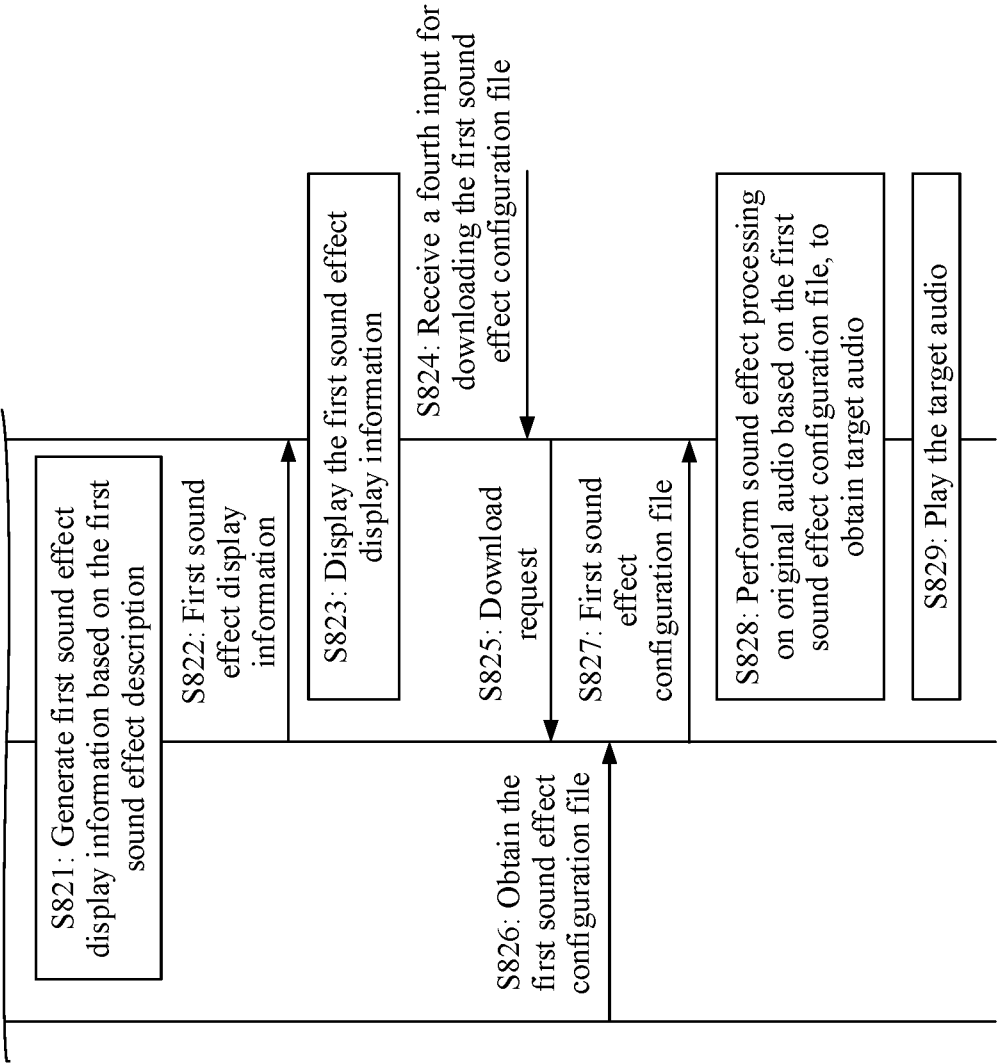 S821: Generate first sound effect
display information based on the first
sound effect description
S822: First sound
effect display
information
S823: Display the first sound effect
display information
S824: Receive a fourth input for
downloading the first sound
effect configuration file
S825: Download
request
S826: Obtain the
first sound effect
configuration file
S827: First sound
effect
configuration file
S828: Perform sound effect processing
on original audio based on the first
sound effect configuration file, to
obtain target audio
S829: Play the target audio